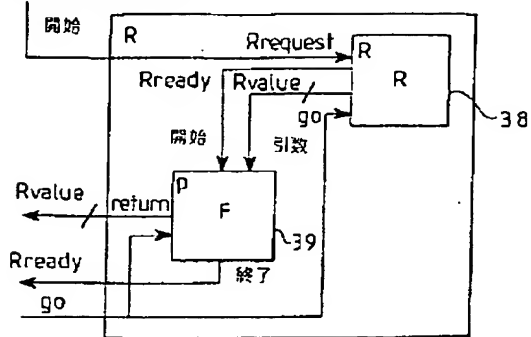 開始
R
Rrequest
R
R
Rready
Rvalue
go
38
開始
引数
Rvalue
return
P
F
39
Rready
終了
go